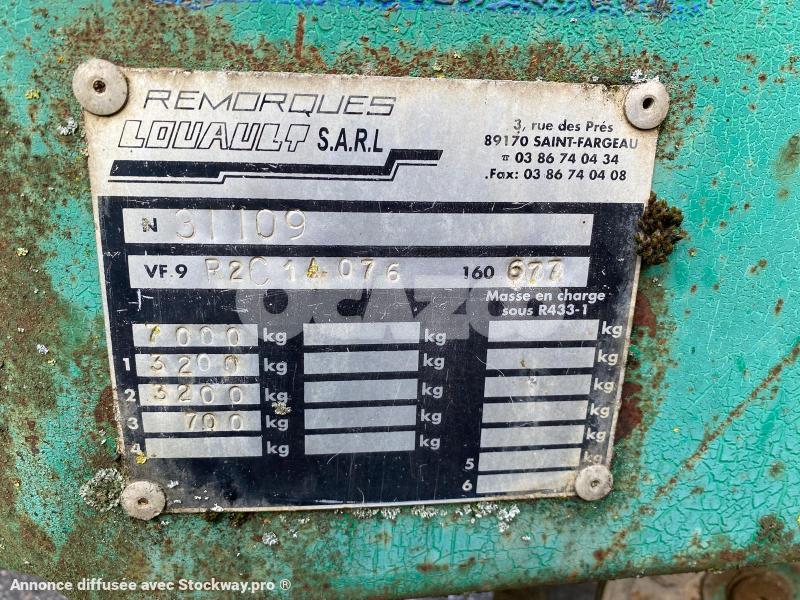 REMORQUES
LOUAULT S.A.R.L
3, rue des Prés
89170 SAINT-FARGEAU
☎ 03 86 74 04 34
.Fax: 03 86 74 04 08
N 31109
VF.9 R2C 14 076 160 677
OCAZOO
Masse en charge
sous R433-1
7000 kg kg kg
1 3200 kg kg kg
2 3200 kg kg kg
3 700 kg kg kg
4 kg kg kg
5 kg
6
Annonce diffusée avec Stockway.pro ®